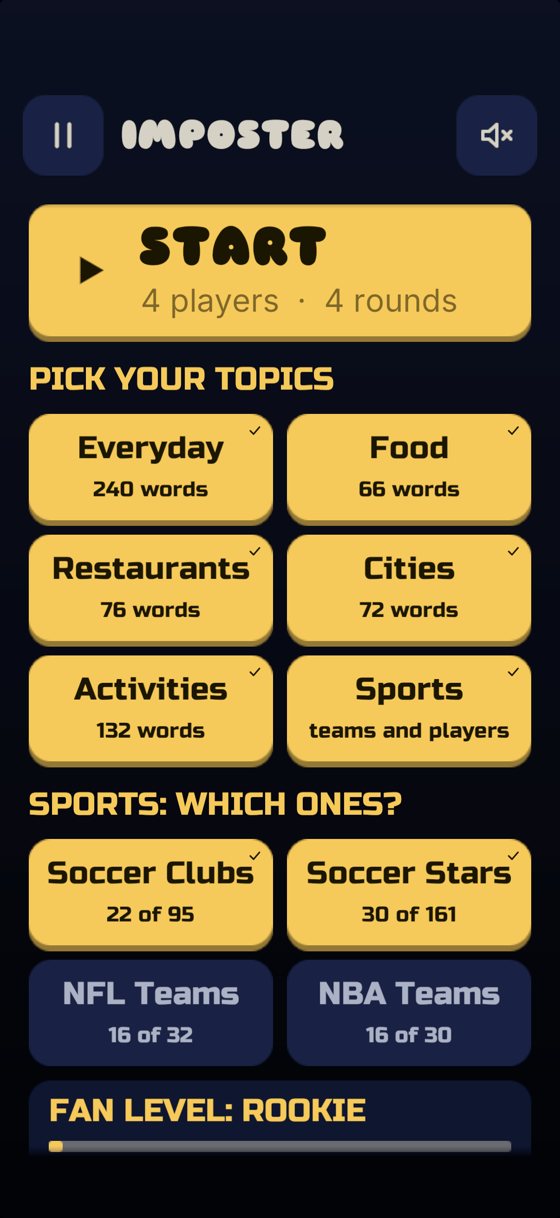 IMPOSTER
START
4 players · 4 rounds
PICK YOUR TOPICS
Everyday
240 words
Food
66 words
Restaurants
76 words
Cities
72 words
Activities
132 words
Sports
teams and players
SPORTS: WHICH ONES?
Soccer Clubs
22 of 95
Soccer Stars
30 of 161
NFL Teams
16 of 32
NBA Teams
16 of 30
FAN LEVEL: ROOKIE